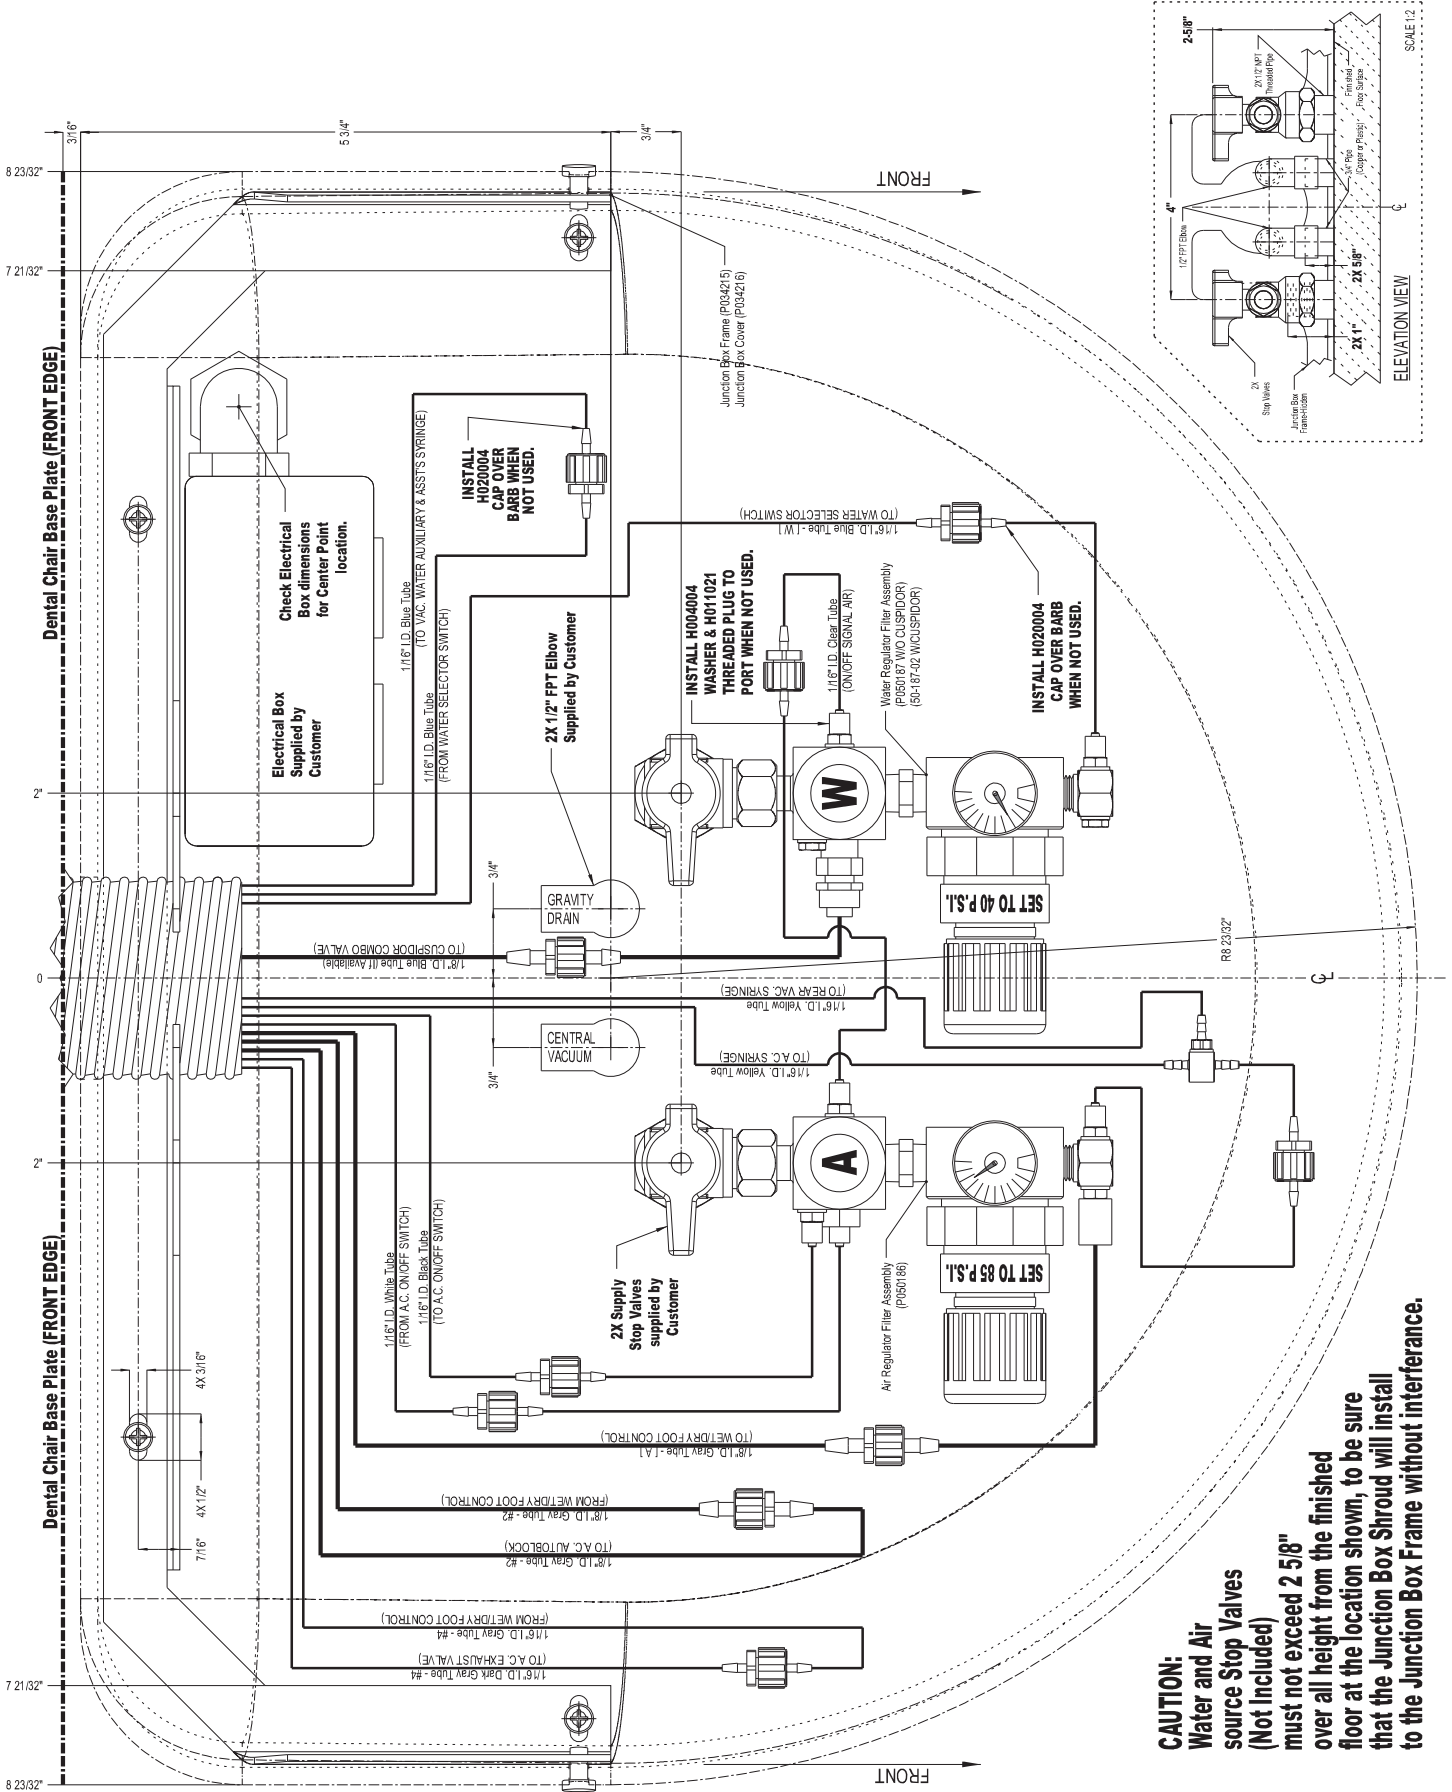 Dental Chair Base Plate (FRONT EDGE)
Dental Chair Base Plate (FRONT EDGE)
8 23/32"
7 21/32"
2"
0
2"
7 21/32"
8 23/32"
3/16"
5 3/4"
3/4"
FRONT
FRONT
Junction Box Frame (P034215)
Junction Box Cover (P034216)
Check Electrical
Box dimensions
for Center Point
location.
Electrical Box
Supplied by
Customer
1/16" I.D. Blue Tube
(TO VAC. WATER AUXILIARY & ASST'S SYRINGE)
1/16" I.D. Blue Tube
(FROM WATER SELECTOR SWITCH)
INSTALL
H020004
CAP OVER
BARB WHEN
NOT USED.
2X 1/2" FPT Elbow
Supplied by Customer
1/16" I.D. Blue Tube - [ W ]
(TO WATER SELECTOR SWITCH)
INSTALL H004004
WASHER & H011021
THREADED PLUG TO
PORT WHEN NOT USED.
1/16" I.D. Clear Tube
(ON/OFF SIGNAL AIR)
Water Regulator Filter Assembly
(P050187 W/O CUSPIDOR)
(50-187-02 W/CUSPIDOR)
INSTALL H020004
CAP OVER BARB
WHEN NOT USED.
W
SET TO 40 P.S.I.
GRAVITY
DRAIN
3/4"
CENTRAL
VACUUM
3/4"
1/8" I.D. Blue Tube (If Available)
(TO CUSPIDOR COMBO VALVE)
1/16" I.D. Yellow Tube
(TO REAR VAC. SYRINGE)
1/16" I.D. Yellow Tube
(TO A.C. SYRINGE)
R8 23/32"
CL
A
SET TO 85 P.S.I.
Air Regulator Filter Assembly
(P050186)
2X Supply
Stop Valves
supplied by
Customer
1/16" I.D. White Tube
(FROM A.C. ON/OFF SWITCH)
1/16" I.D. Black Tube
(TO A.C. ON/OFF SWITCH)
1/8" I.D. Gray Tube - [ A ]
(TO WET/DRY FOOT CONTROL)
1/8" I.D. Gray Tube - #2
(FROM WET/DRY FOOT CONTROL)
1/8" I.D. Gray Tube - #2
(TO A.C. AUTOBLOCK)
1/16" I.D. Gray Tube - #4
(FROM WET/DRY FOOT CONTROL)
1/16" I.D. Dark Gray Tube - #4
(TO A.C. EXHAUST VALVE)
4X 3/16"
4X 1/2"
7/16"
CAUTION:
Water and Air
source Stop Valves
(Not Included)
must not exceed 2 5/8"
over all height from the finished
floor at the location shown, to be sure
that the Junction Box Shroud will install
to the Junction Box Frame without interferance.
2-5/8"
4"
1/2" FPT Elbow
2X 1/2" NPT
Threaded Pipe
Finished
Floor Surface
3/4" Pipe
(Copper or Plastic)
2X
Stop Valves
Junction Box
Frame-Hidden
2X 1"
2X 5/8"
CL
ELEVATION VIEW
SCALE 1:2